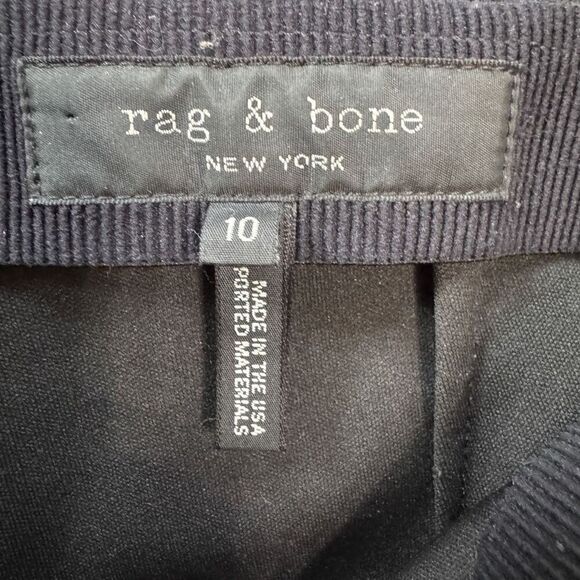 rag & bone
NEW YORK
10
MADE IN THE USA
PORTED MATERIALS